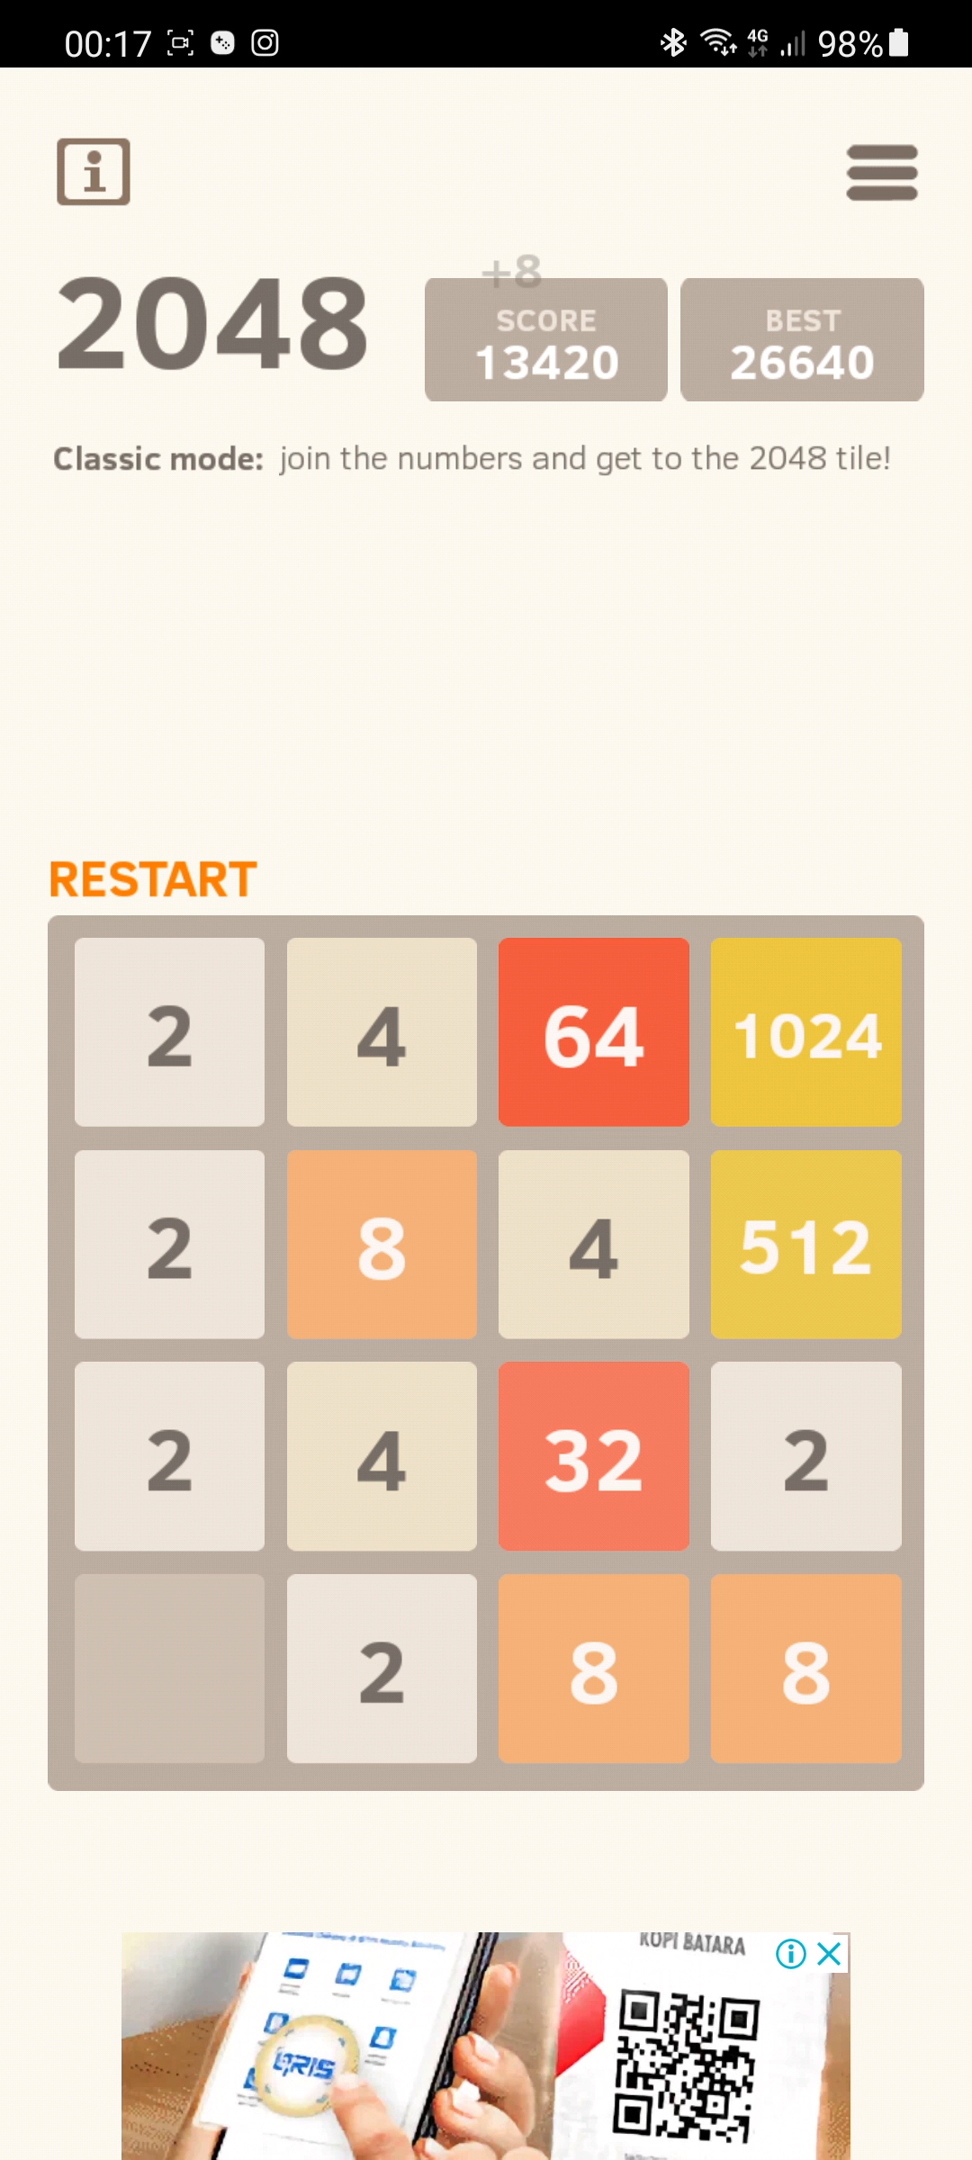 00:17 4G 98%
i
+8
2048 SCORE BEST
13420 26640
Classic mode: join the numbers and get to the 2048 tile!
RESTART
2 4 64 1024
2 8 4 512
2 4 32 2
2 8 8
KOPI BATARA
QRIS